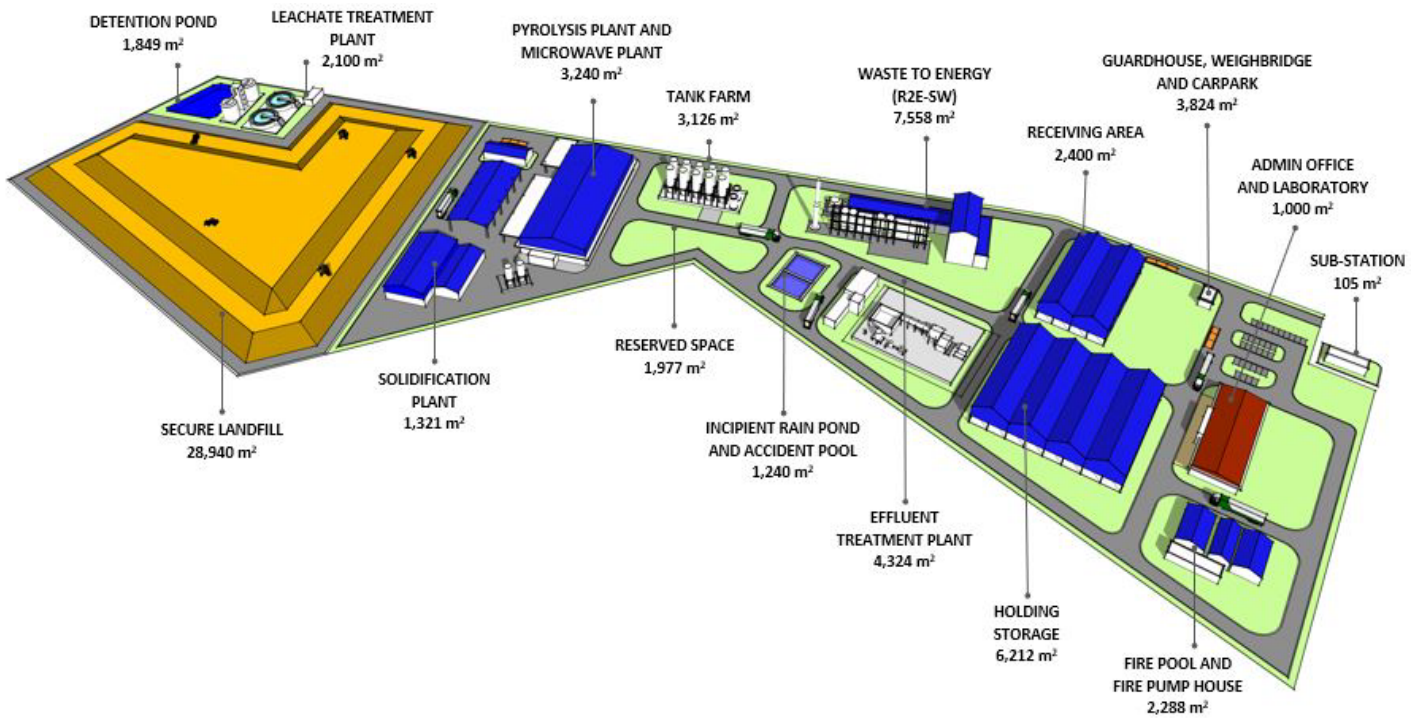 DETENTION POND
1,849 m²
LEACHATE TREATMENT
PLANT
2,100 m²
PYROLYSIS PLANT AND
MICROWAVE PLANT
3,240 m²
TANK FARM
3,126 m²
WASTE TO ENERGY
(R2E-SW)
7,558 m²
RECEIVING AREA
2,400 m²
GUARDHOUSE, WEIGHBRIDGE
AND CARPARK
3,824 m²
ADMIN OFFICE
AND LABORATORY
1,000 m²
SUB-STATION
105 m²
SECURE LANDFILL
28,940 m²
SOLIDIFICATION
PLANT
1,321 m²
RESERVED SPACE
1,977 m²
INCIPIENT RAIN POND
AND ACCIDENT POOL
1,240 m²
EFFLUENT
TREATMENT PLANT
4,324 m²
HOLDING
STORAGE
6,212 m²
FIRE POOL AND
FIRE PUMP HOUSE
2,288 m²